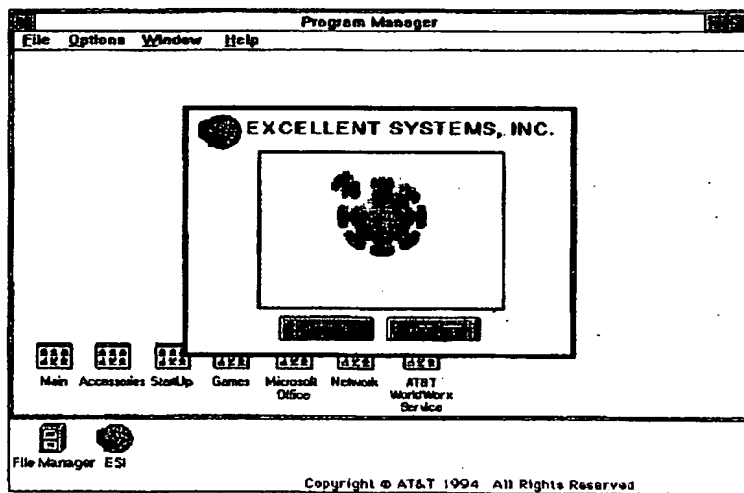 Program Manager
File Options Window Help
EXCELLENT SYSTEMS, INC.
Main Accessories StartUp Games Microsoft Office Network AT&T WorldWorx Service
File Manager ESI
Copyright © AT&T 1994 All Rights Reserved